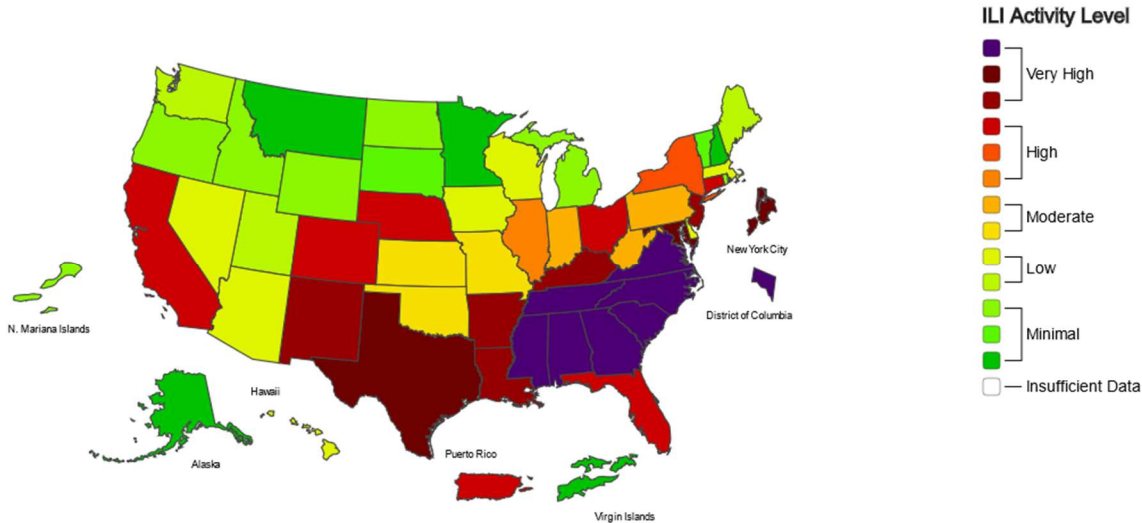 ILI Activity Level
Very High
High
Moderate
Low
Minimal
Insufficient Data
New York City
District of Columbia
N. Mariana Islands
Hawaii
Alaska
Puerto Rico
Virgin Islands